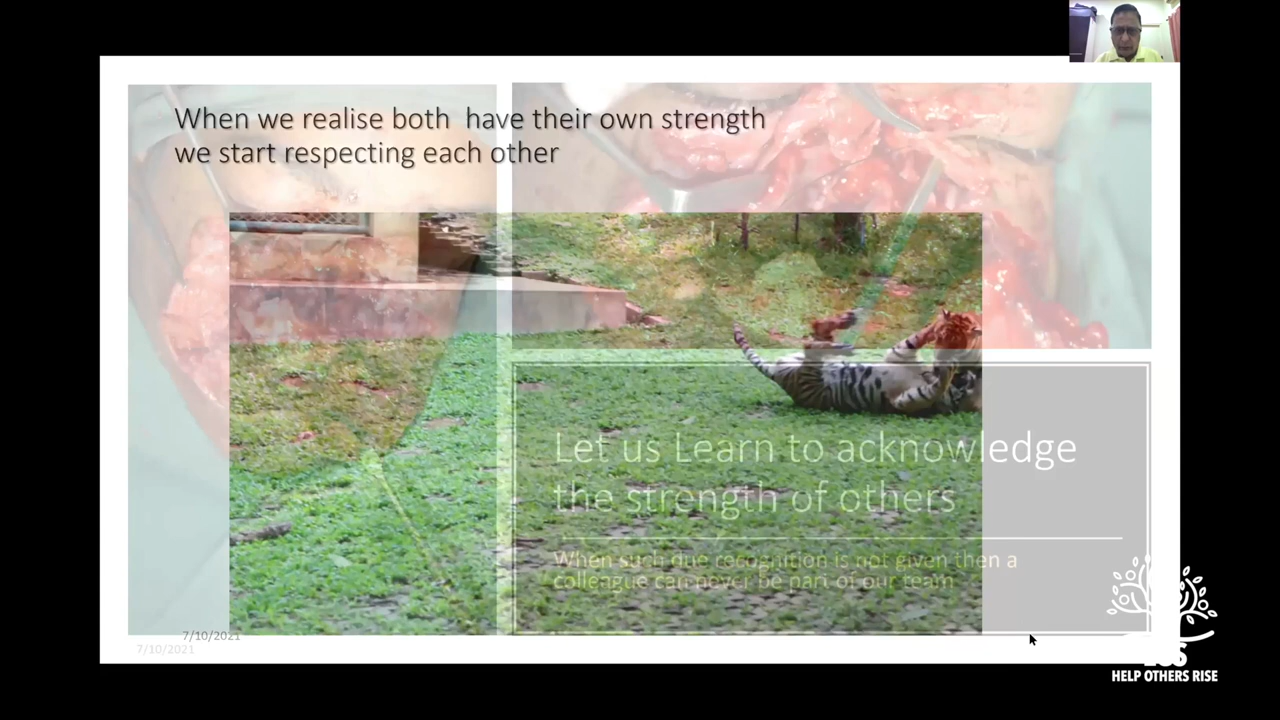 When we realise both have their own strength
we start respecting each other
Let us Learn to acknowledge
the strength of others
When such due recognition is not given then a
colleague can never be part of our team
7/10/2021
7/10/2021
HELP OTHERS RISE